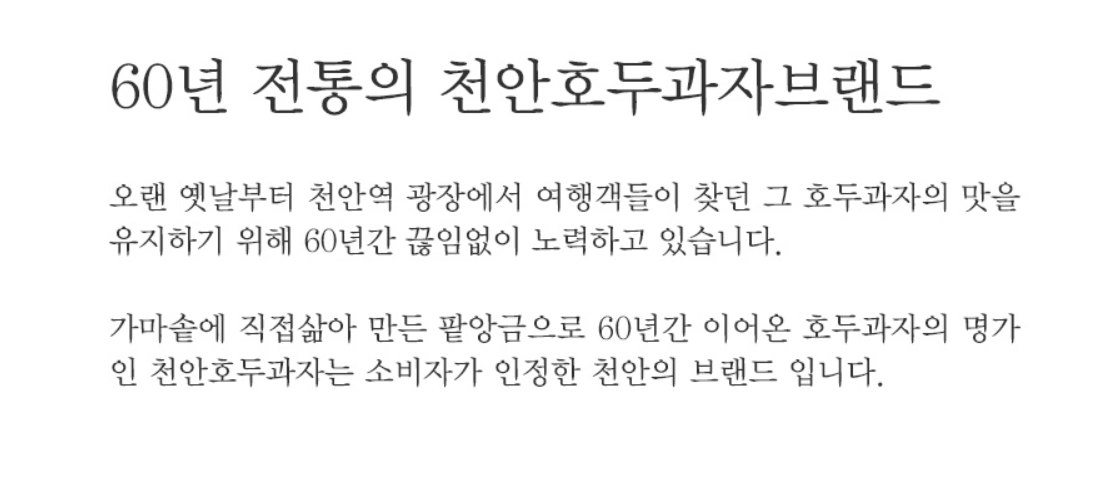 60년 전통의 천안호두과자브랜드
오랜 옛날부터 천안역 광장에서 여행객들이 찾던 그 호두과자의 맛을
유지하기 위해 60년간 끊임없이 노력하고 있습니다.
가마솥에 직접삶아 만든 팥앙금으로 60년간 이어온 호두과자의 명가
인 천안호두과자는 소비자가 인정한 천안의 브랜드 입니다.